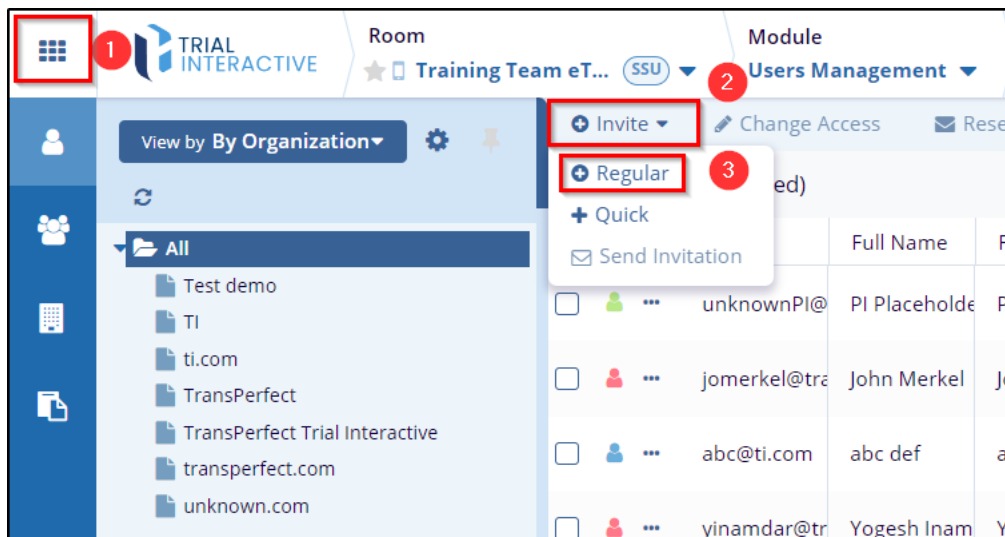 1
TRIAL
INTERACTIVE
Room
Training Team eT... SSU
Module
Users Management
2
View by By Organization
Invite
Change Access
Rese
Regular
3
ed)
Quick
Send Invitation
All
Full Name
Test demo
TI
ti.com
TransPerfect
TransPerfect Trial Interactive
transperfect.com
unknown.com
unknownPI@ PI Placeholde
jomerkel@tra John Merkel
abc@ti.com abc def
yinamdar@tr Yogesh Inam